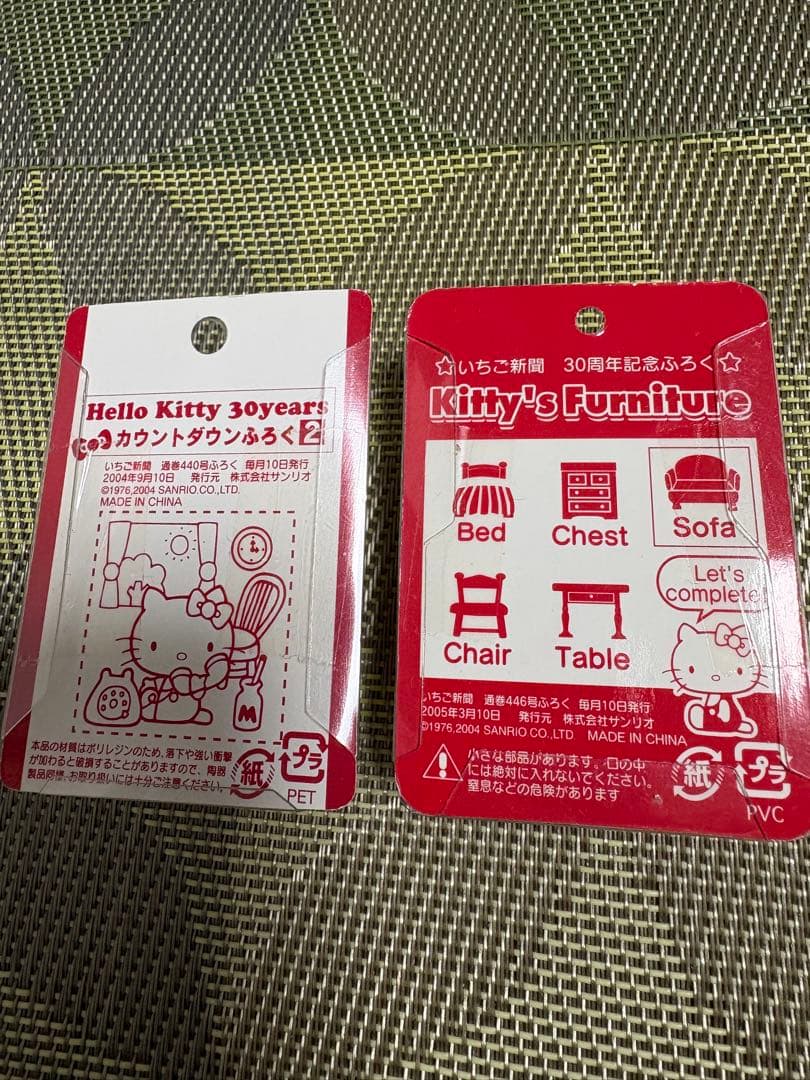 Hello Kitty 30years
カウントダウンふろく2
いちご新聞 通巻440号ふろく 毎月10日発行
2004年9月10日 発行元 株式会社サンリオ
©1976,2004 SANRIO CO.,LTD.
MADE IN CHINA
M
本品の材質はポリレジンのため、落下や強い衝撃
が加わると破損することがありますので、陶器
製品同様、お取り扱いには十分ご注意ください。
紙
プラ
PET
☆いちご新聞 30周年記念ふろく☆
Kitty's Furniture
Bed
Chest
Sofa
Chair
Table
Let's
complete!
いちご新聞 通巻446号ふろく 毎月10日発行
2005年3月10日 発行元 株式会社サンリオ
©1976,2004 SANRIO CO.,LTD. MADE IN CHINA
小さな部品があります。口の中
には絶対に入れないでください。
窒息などの危険があります
紙
プラ
PVC